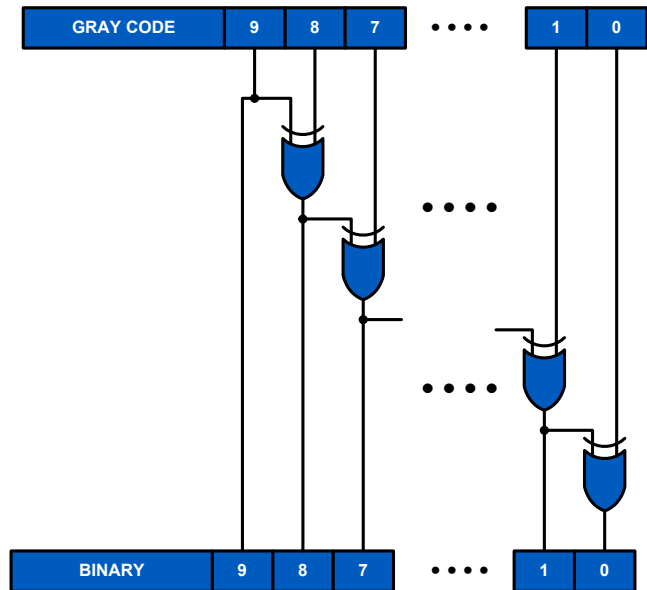 GRAY CODE 9 8 7 •••• 1 0
BINARY 9 8 7 •••• 1 0